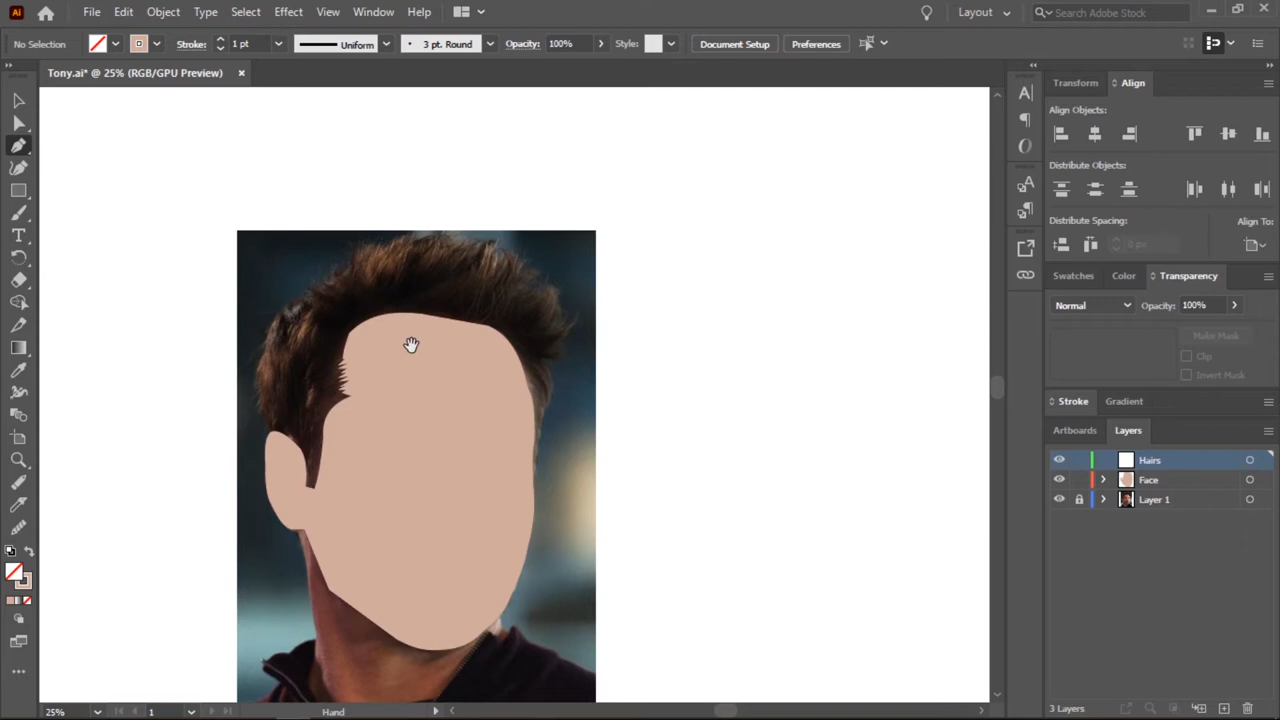 Ai File Edit Object Type Select Effect View Window Help Layout Search Adobe Stock
No Selection Stroke: 1 pt Uniform 3 pt. Round Opacity: 100% Style: Document Setup Preferences
Tony.ai* @ 25% (RGB/GPU Preview)
Transform Align
Align Objects:
Distribute Objects:
Distribute Spacing: Align To:
0 px
Swatches Color Transparency
Normal Opacity: 100%
Make Mask
Clip
Invert Mask
Stroke Gradient
Artboards Layers
Hairs
Face
Layer 1
25% 1 Hand 3 Layers